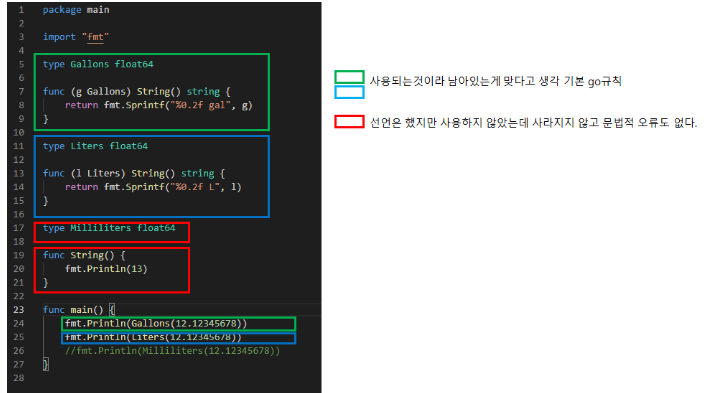 1 package main
2
3 import "fmt"
4
5 type Gallons float64
6
7 func (g Gallons) String() string {
8 return fmt.Sprintf("%0.2f gal", g)
9 }
10
11 type Liters float64
12
13 func (l Liters) String() string {
14 return fmt.Sprintf("%0.2f L", l)
15 }
16
17 type Milliliters float64
18
19 func String() {
20 fmt.Println(13)
21 }
22
23 func main() {
24 fmt.Println(Gallons(12.12345678))
25 fmt.Println(Liters(12.12345678))
26 //fmt.Println(Milliliters(12.12345678))
27 }
28
사용되는것이라 남아있는게 맞다고 생각 기본 go규칙
선언은 했지만 사용하지 않았는데 사라지지 않고 문법적 오류도 없다.